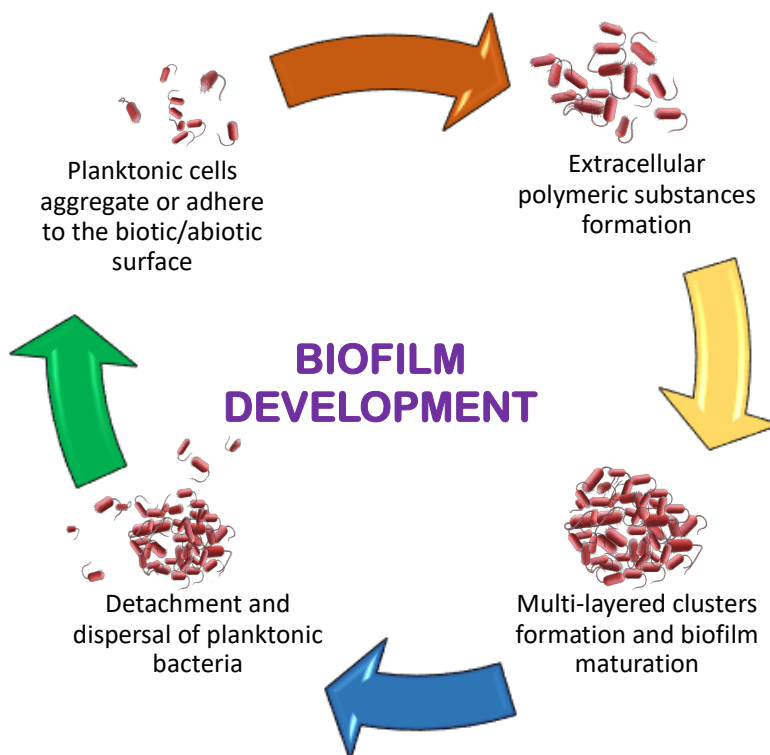 Planktonic cells
aggregate or adhere
to the biotic/abiotic
surface
Extracellular
polymeric substances
formation
BIOFILM
DEVELOPMENT
Detachment and
dispersal of planktonic
bacteria
Multi-layered clusters
formation and biofilm
maturation